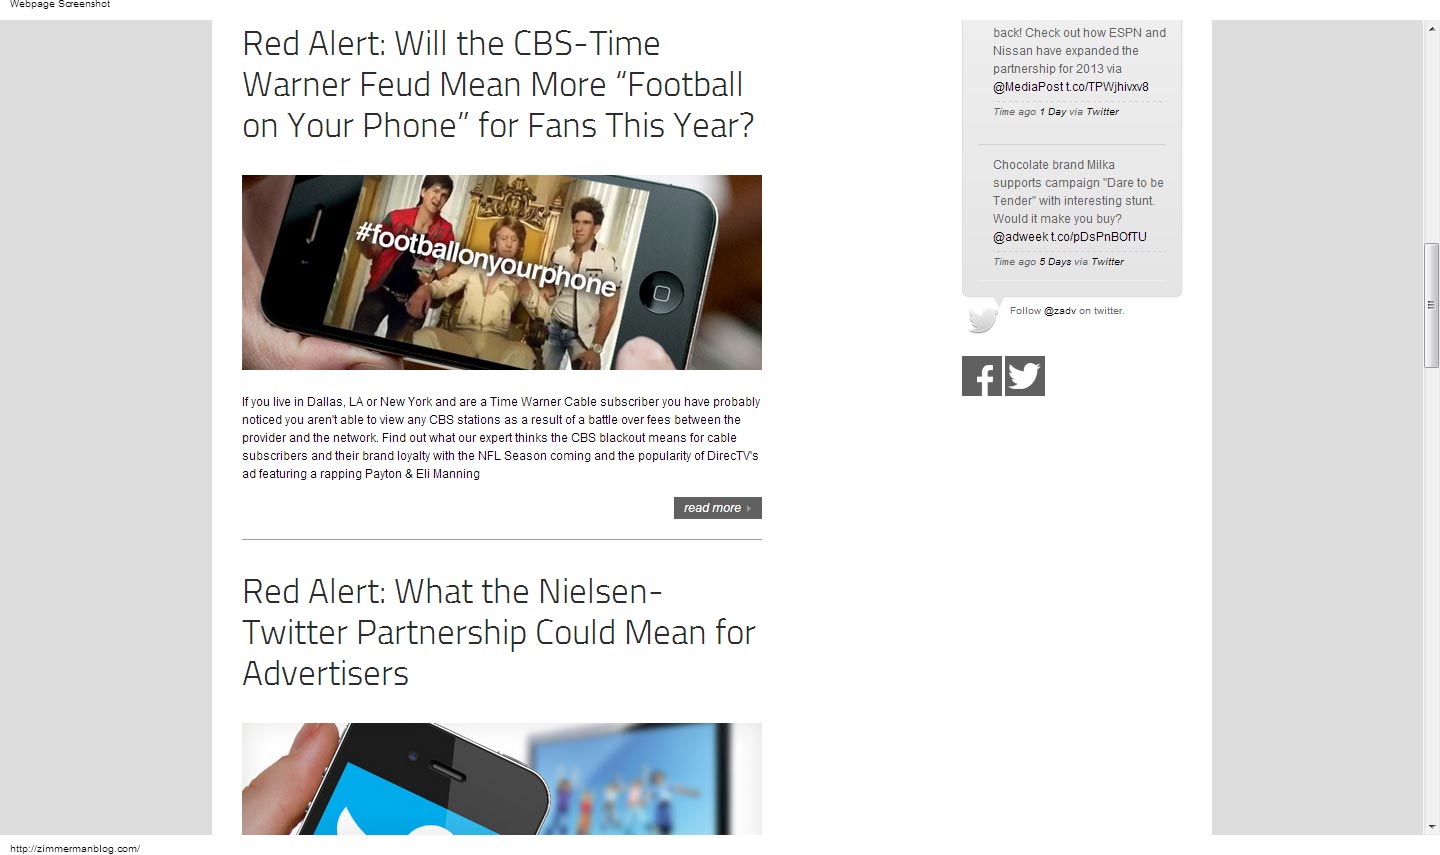 Webpage Screenshot
Red Alert: Will the CBS-Time
Warner Feud Mean More “Football
on Your Phone” for Fans This Year?
#footballonyourphone
If you live in Dallas, LA or New York and are a Time Warner Cable subscriber you have probably
noticed you aren't able to view any CBS stations as a result of a battle over fees between the
provider and the network. Find out what our expert thinks the CBS blackout means for cable
subscribers and their brand loyalty with the NFL Season coming and the popularity of DirecTV's
ad featuring a rapping Payton & Eli Manning
read more
Red Alert: What the Nielsen-
Twitter Partnership Could Mean for
Advertisers
back! Check out how ESPN and
Nissan have expanded the
partnership for 2013 via
@MediaPost t.co/TPWjhivxv8
Time ago 1 Day via Twitter
Chocolate brand Milka
supports campaign "Dare to be
Tender" with interesting stunt.
Would it make you buy?
@adweek t.co/pDsPnBOfTU
Time ago 5 Days via Twitter
Follow @zadv on twitter.
http://zimmermanblog.com/